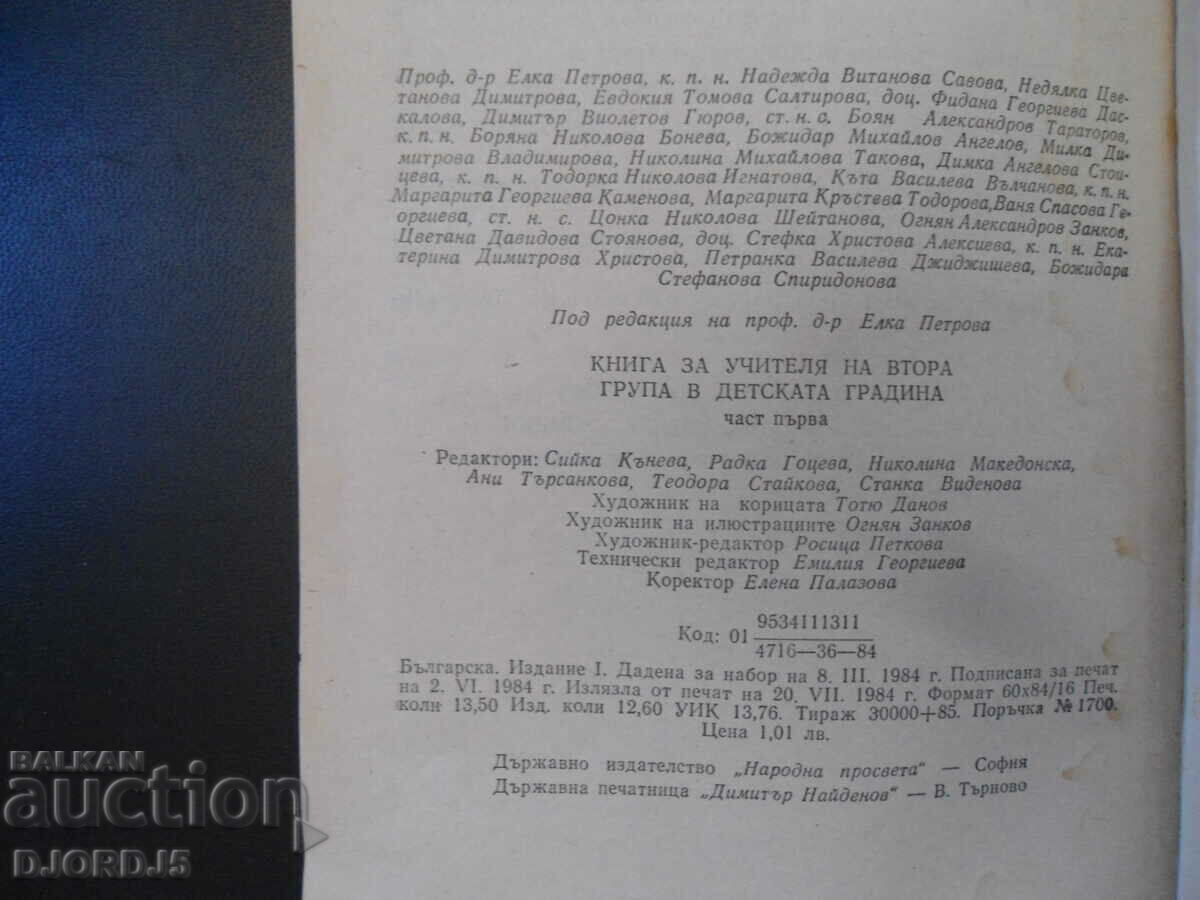 Проф. д-р Елка Петрова, к. п. н. Надежда Витанова Савова, Недялка Цве-
танова Димитрова, Евдокия Томова Салтирова, доц. Фидана Георгиева Дас-
калова, Димитър Виолетов Гюров, ст. н. с. Боян Александров Тараторов,
к. п. н. Боряна Николова Бонева, Божидар Михайлов Ангелов, Милка Ди-
митрова Владимирова, Николина Михайлова Такова, Димка Ангелова Стои-
цева, к. п. н. Тодорка Николова Игнатова, Къта Василева Вълчанова, к. п. н.
Маргарита Георгиева Каменова, Маргарита Кръстева Тодорова, Ваня Спасова Ге-
оргиева, ст. н. с. Цонка Николова Шейтанова, Огнян Александров Занков,
Цветана Давидова Стоянова, доц. Стефка Христова Алексиева, к. п. н. Ека-
терина Димитрова Христова, Петранка Василева Джиджишева, Божидара
Стефанова Спиридонова
Под редакция на проф. д-р Елка Петрова
КНИГА ЗА УЧИТЕЛЯ НА ВТОРА
ГРУПА В ДЕТСКАТА ГРАДИНА
част първа
Редактори: Сийка Кънева, Радка Гоцева, Николина Македонска,
Ани Търсанкова, Теодора Стайкова, Станка Виденова
Художник на корицата Тотю Данов
Художник на илюстрациите Огнян Занков
Художник-редактор Росица Петкова
Технически редактор Емилия Георгиева
Коректор Елена Палазова
Код: 01 9534111311
4716—36—84
Българска. Издание I. Дадена за набор на 8. III. 1984 г. Подписана за печат
на 2. VI. 1984 г. Излязла от печат на 20. VII. 1984 г. Формат 60х84/16 Печ.
коли 13,50 Изд. коли 12,60 УИК 13,76. Тираж 30000+85. Поръчка № 1700.
Цена 1,01 лв.
Държавно издателство „Народна просвета“ — София
Държавна печатница „Димитър Найденов“ — В. Търново
BALKAN
auction
DJORDJ5